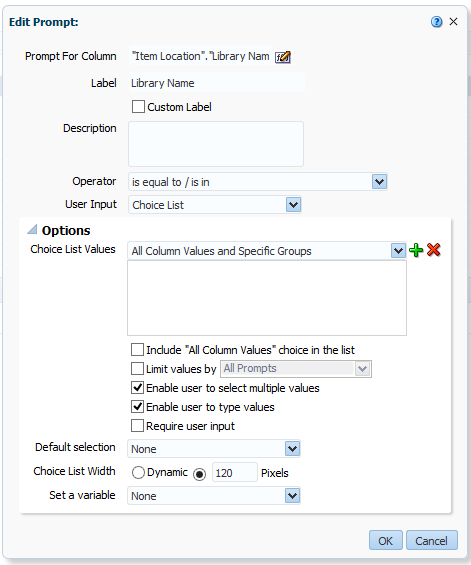 Edit Prompt:
Prompt For Column "Item Location"."Library Nam
Label Library Name
Custom Label
Description
Operator is equal to / is in
User Input Choice List
Options
Choice List Values All Column Values and Specific Groups
Include "All Column Values" choice in the list
Limit values by All Prompts
Enable user to select multiple values
Enable user to type values
Require user input
Default selection None
Choice List Width Dynamic 120 Pixels
Set a variable None
OK Cancel